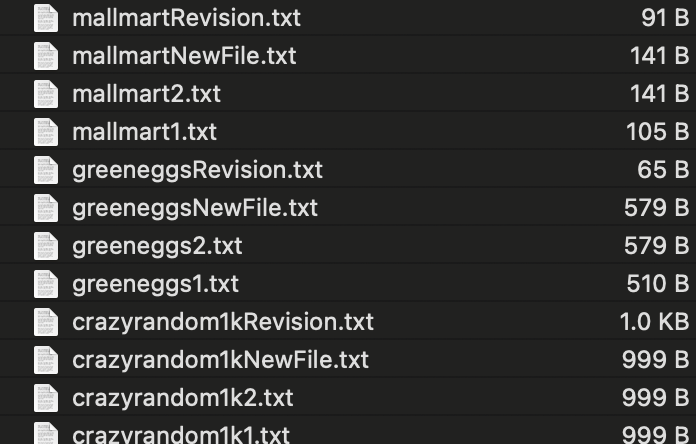 mallmartRevision.txt 91 B
mallmartNewFile.txt 141 B
mallmart2.txt 141 B
mallmart1.txt 105 B
greeneggsRevision.txt 65 B
greeneggsNewFile.txt 579 B
greeneggs2.txt 579 B
greeneggs1.txt 510 B
crazyrandom1kRevision.txt 1.0 KB
crazyrandom1kNewFile.txt 999 B
crazyrandom1k2.txt 999 B
crazyrandom1k1.txt 999 B